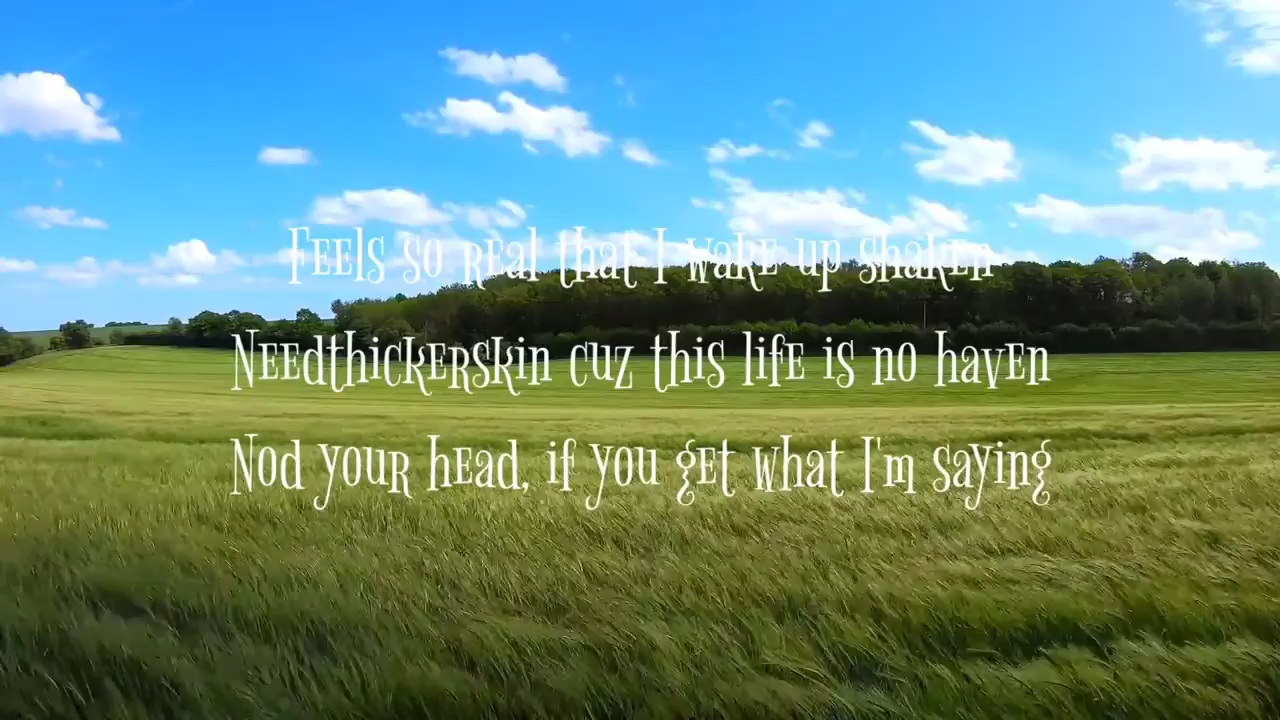 Feels so real that I wake up shaken
Needthickerskin cuz this life is no haven
Nod your head, if you get what I'm saying